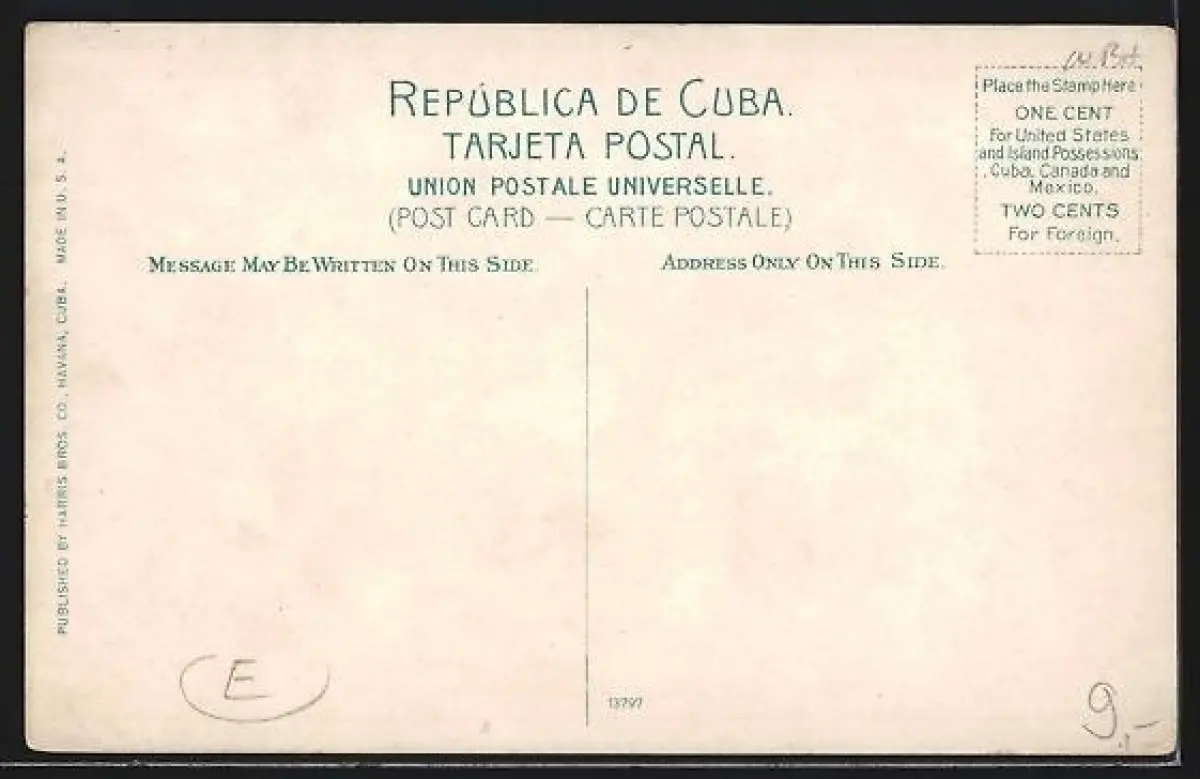 REPÚBLICA DE CUBA.
TARJETA POSTAL.
UNION POSTALE UNIVERSELLE.
(POST CARD — CARTE POSTALE)
MESSAGE MAY BE WRITTEN ON THIS SIDE.
ADDRESS ONLY ON THIS SIDE.
Place the Stamp Here
ONE CENT
For United States
and Island Possessions,
Cuba, Canada and
Mexico.
TWO CENTS
For Foreign.
PUBLISHED BY HARRIS BROS. CO., HAVANA, CUBA. MADE IN U. S. A.
E
13797
9,-